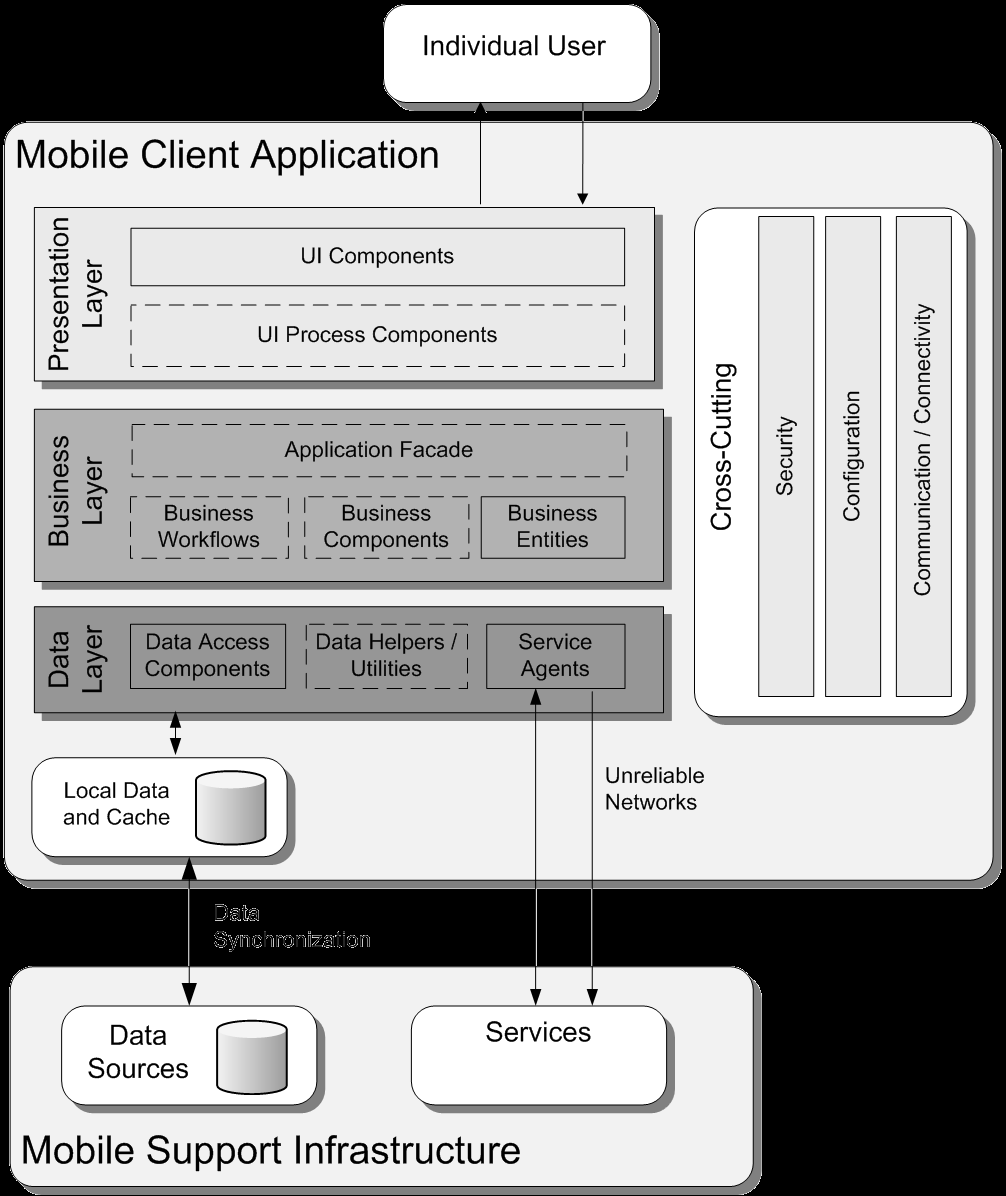 Individual User
Mobile Client Application
Presentation
Layer
UI Components
UI Process Components
Business
Layer
Application Facade
Business
Workflows
Business
Components
Business
Entities
Data
Layer
Data Access
Components
Data Helpers /
Utilities
Service
Agents
Cross-Cutting
Security
Configuration
Communication / Connectivity
Local Data
and Cache
Unreliable
Networks
Data
Synchronization
Data
Sources
Services
Mobile Support Infrastructure